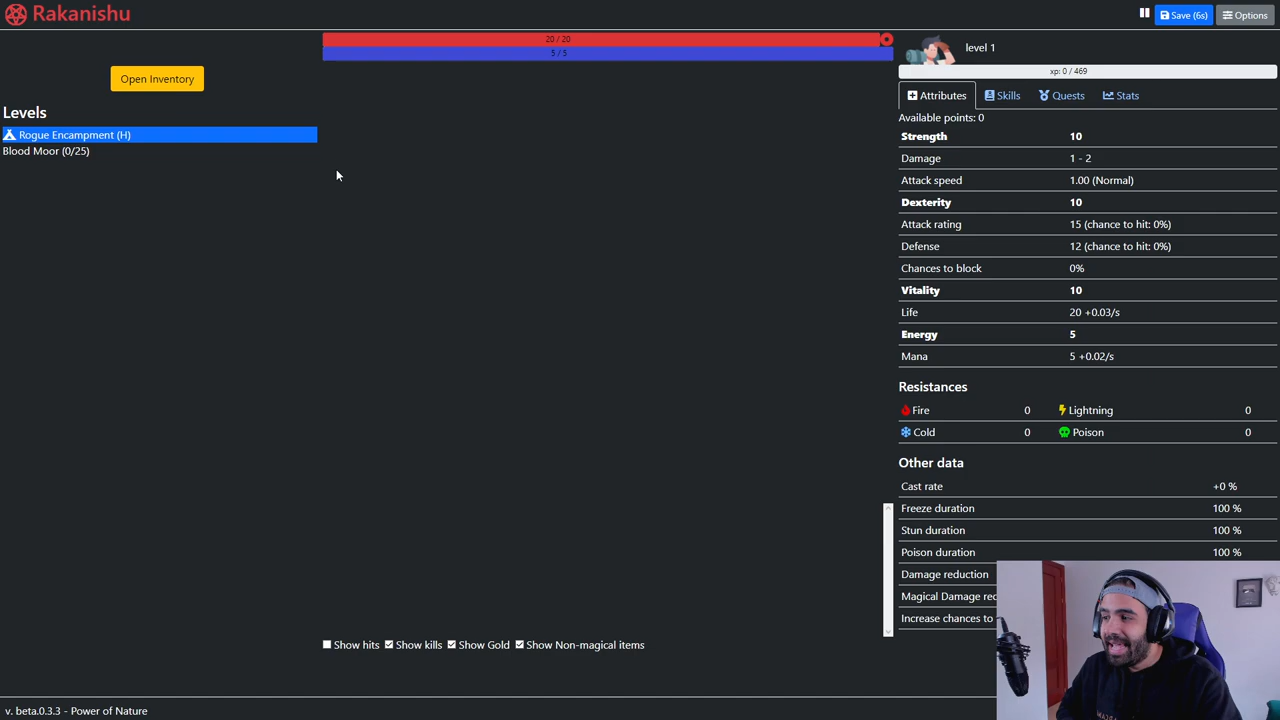 Rakanishu
Save (6s)
Options
20 / 20
5 / 5
Open Inventory
Levels
Rogue Encampment (H)
Blood Moor (0/25)
level 1
xp: 0 / 469
Attributes
Skills
Quests
Stats
Available points: 0
Strength 10
Damage 1 - 2
Attack speed 1.00 (Normal)
Dexterity 10
Attack rating 15 (chance to hit: 0%)
Defense 12 (chance to hit: 0%)
Chances to block 0%
Vitality 10
Life 20 +0.03/s
Energy 5
Mana 5 +0.02/s
Resistances
Fire 0 Lightning 0
Cold 0 Poison 0
Other data
Cast rate +0 %
Freeze duration 100 %
Stun duration 100 %
Poison duration 100 %
Damage reduction
Magical Damage
Increase chances to
Show hits Show kills Show Gold Show Non-magical items
v. beta.0.3.3 - Power of Nature